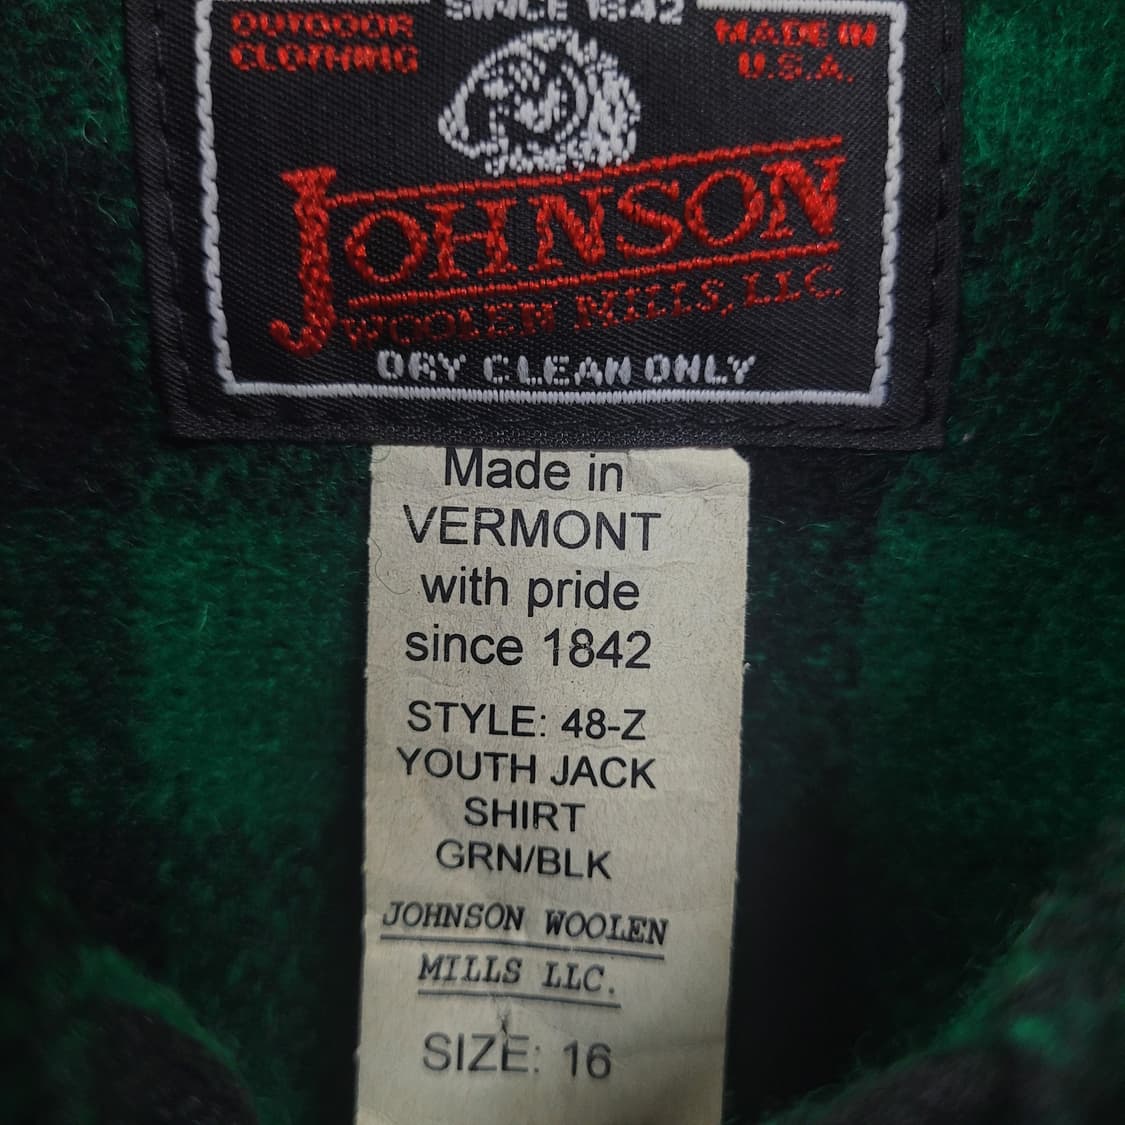 SINCE 1842
OUTDOOR
CLOTHING
MADE IN
U.S.A.
JOHNSON
WOOLEN MILLS, LLC.
DRY CLEAN ONLY
Made in
VERMONT
with pride
since 1842
STYLE: 48-Z
YOUTH JACK
SHIRT
GRN/BLK
JOHNSON WOOLEN
MILLS LLC.
SIZE: 16